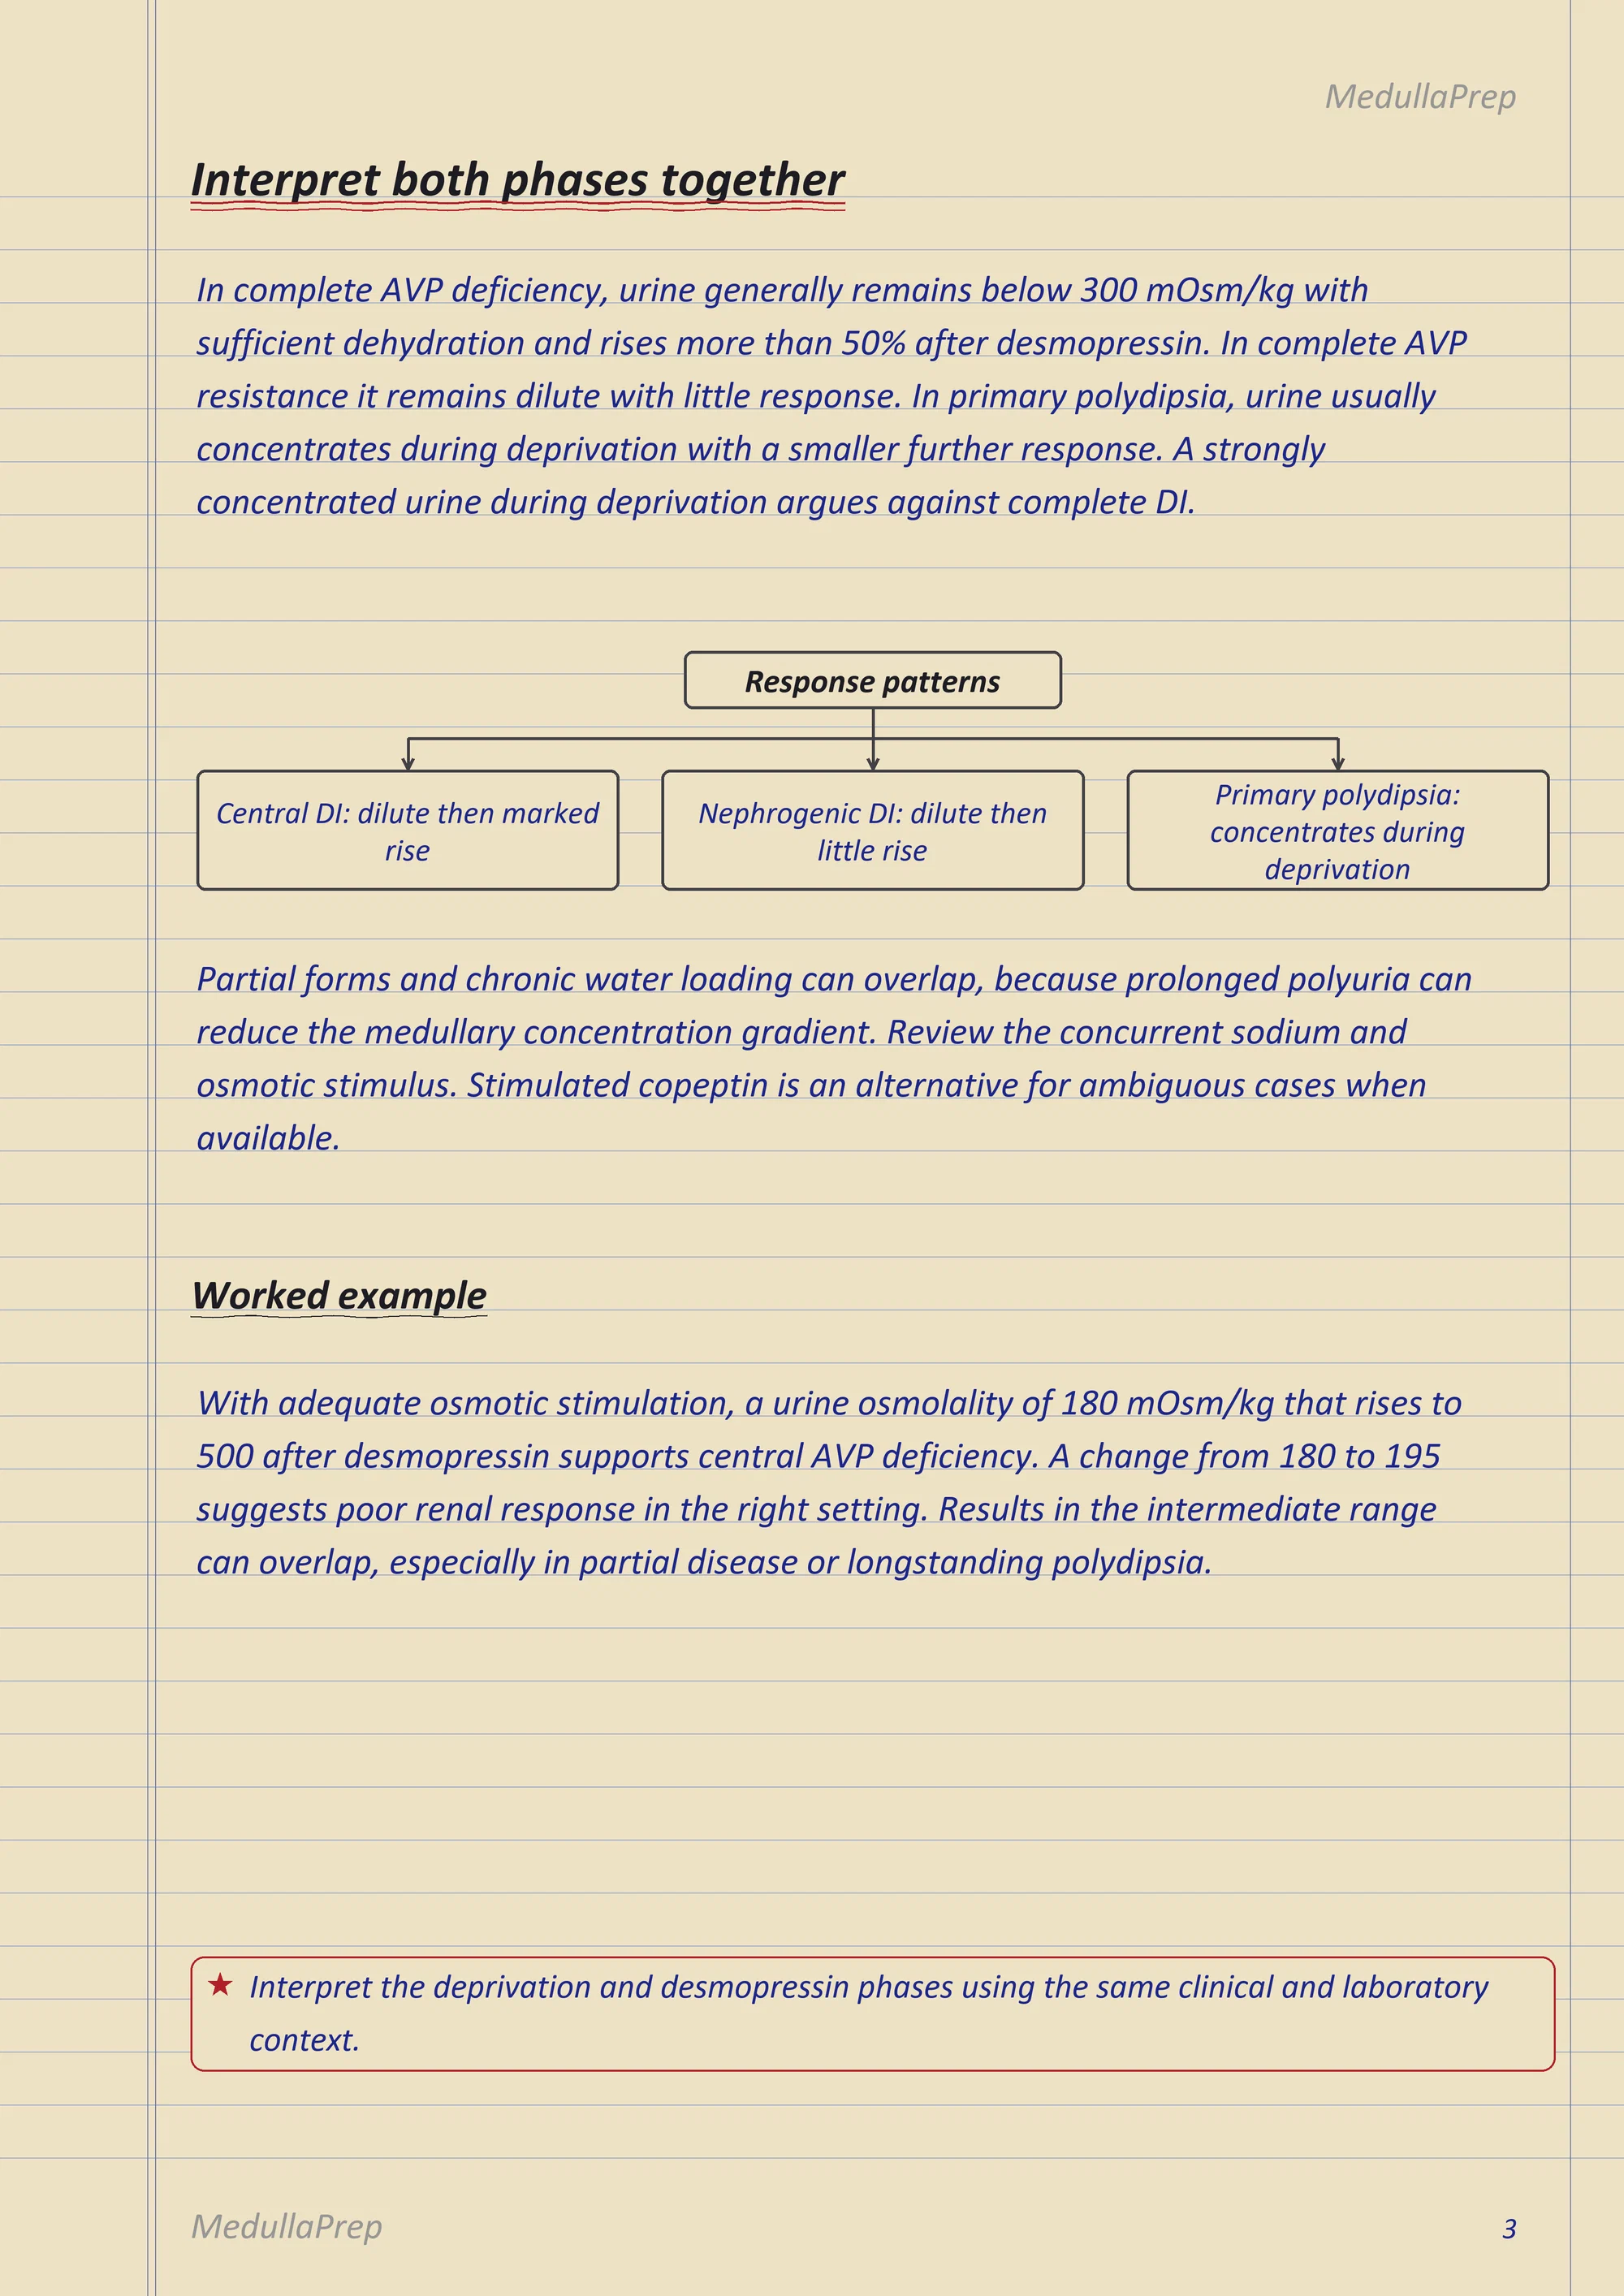 MedullaPrep
Interpret both phases together
In complete AVP deficiency, urine generally remains below 300 mOsm/kg with
sufficient dehydration and rises more than 50% after desmopressin. In complete AVP
resistance it remains dilute with little response. In primary polydipsia, urine usually
concentrates during deprivation with a smaller further response. A strongly
concentrated urine during deprivation argues against complete DI.
Response patterns
Central DI: dilute then marked
rise
Nephrogenic DI: dilute then
little rise
Primary polydipsia:
concentrates during
deprivation
Partial forms and chronic water loading can overlap, because prolonged polyuria can
reduce the medullary concentration gradient. Review the concurrent sodium and
osmotic stimulus. Stimulated copeptin is an alternative for ambiguous cases when
available.
Worked example
With adequate osmotic stimulation, a urine osmolality of 180 mOsm/kg that rises to
500 after desmopressin supports central AVP deficiency. A change from 180 to 195
suggests poor renal response in the right setting. Results in the intermediate range
can overlap, especially in partial disease or longstanding polydipsia.
★ Interpret the deprivation and desmopressin phases using the same clinical and laboratory
context.
MedullaPrep
3